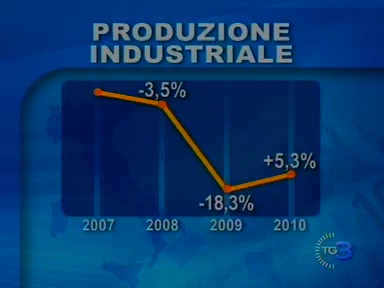 PRODUZIONE
INDUSTRIALE
-3,5%
+5,3%
-18,3%
2007 2008 2009 2010
TG3